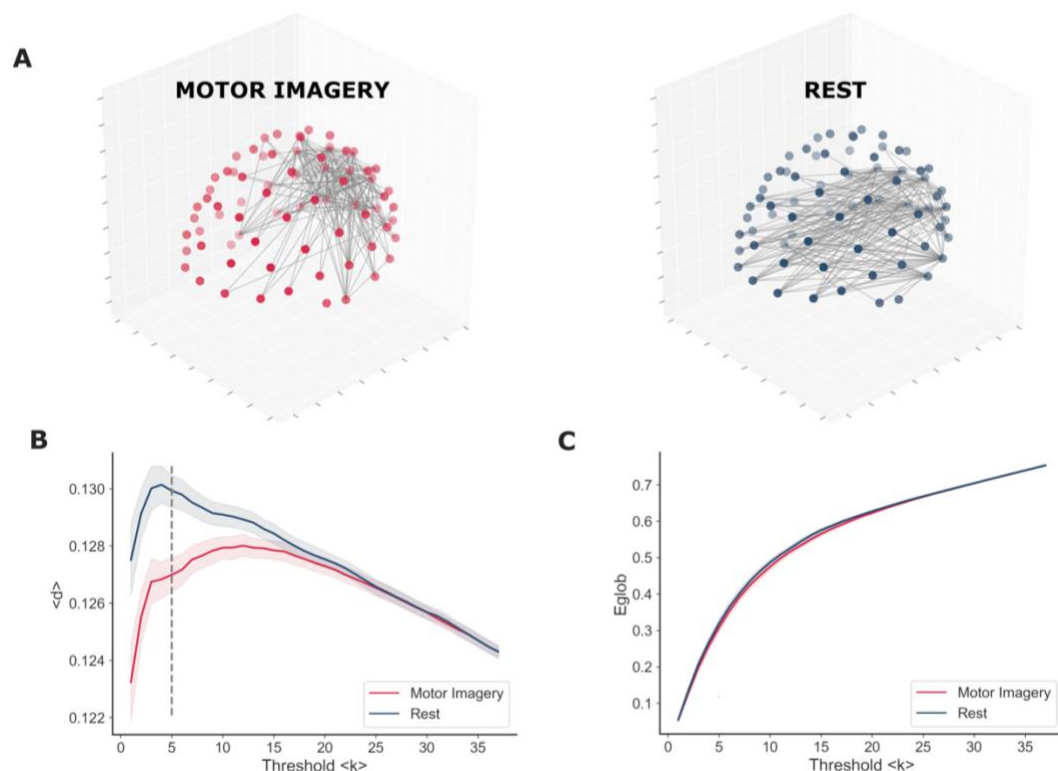 A
MOTOR IMAGERY
REST
B
0.130
0.128
0.126
0.124
0.122
<d>
0
5
10
15
20
25
30
35
Threshold <k>
Motor Imagery
Rest
C
0.7
0.6
0.5
0.4
0.3
0.2
0.1
Eglob
0
5
10
15
20
25
30
35
Threshold <k>
Motor Imagery
Rest